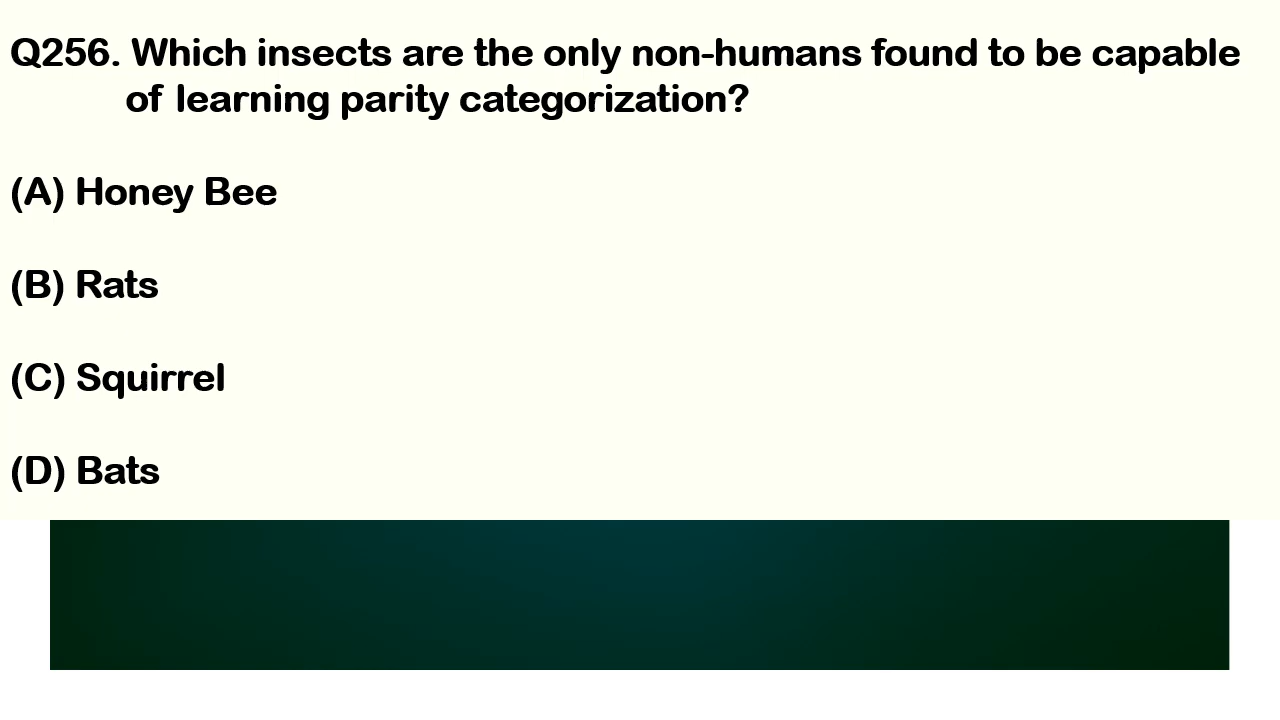 Q256. Which insects are the only non-humans found to be capable
of learning parity categorization?
(A) Honey Bee
(B) Rats
(C) Squirrel
(D) Bats